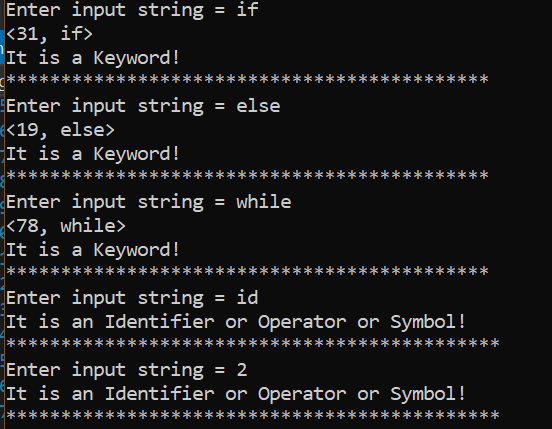 Enter input string = if
<31, if>
It is a Keyword!
********************************************
Enter input string = else
<19, else>
It is a Keyword!
********************************************
Enter input string = while
<78, while>
It is a Keyword!
********************************************
Enter input string = id
It is an Identifier or Operator or Symbol!
*********************************************
Enter input string = 2
It is an Identifier or Operator or Symbol!
*********************************************